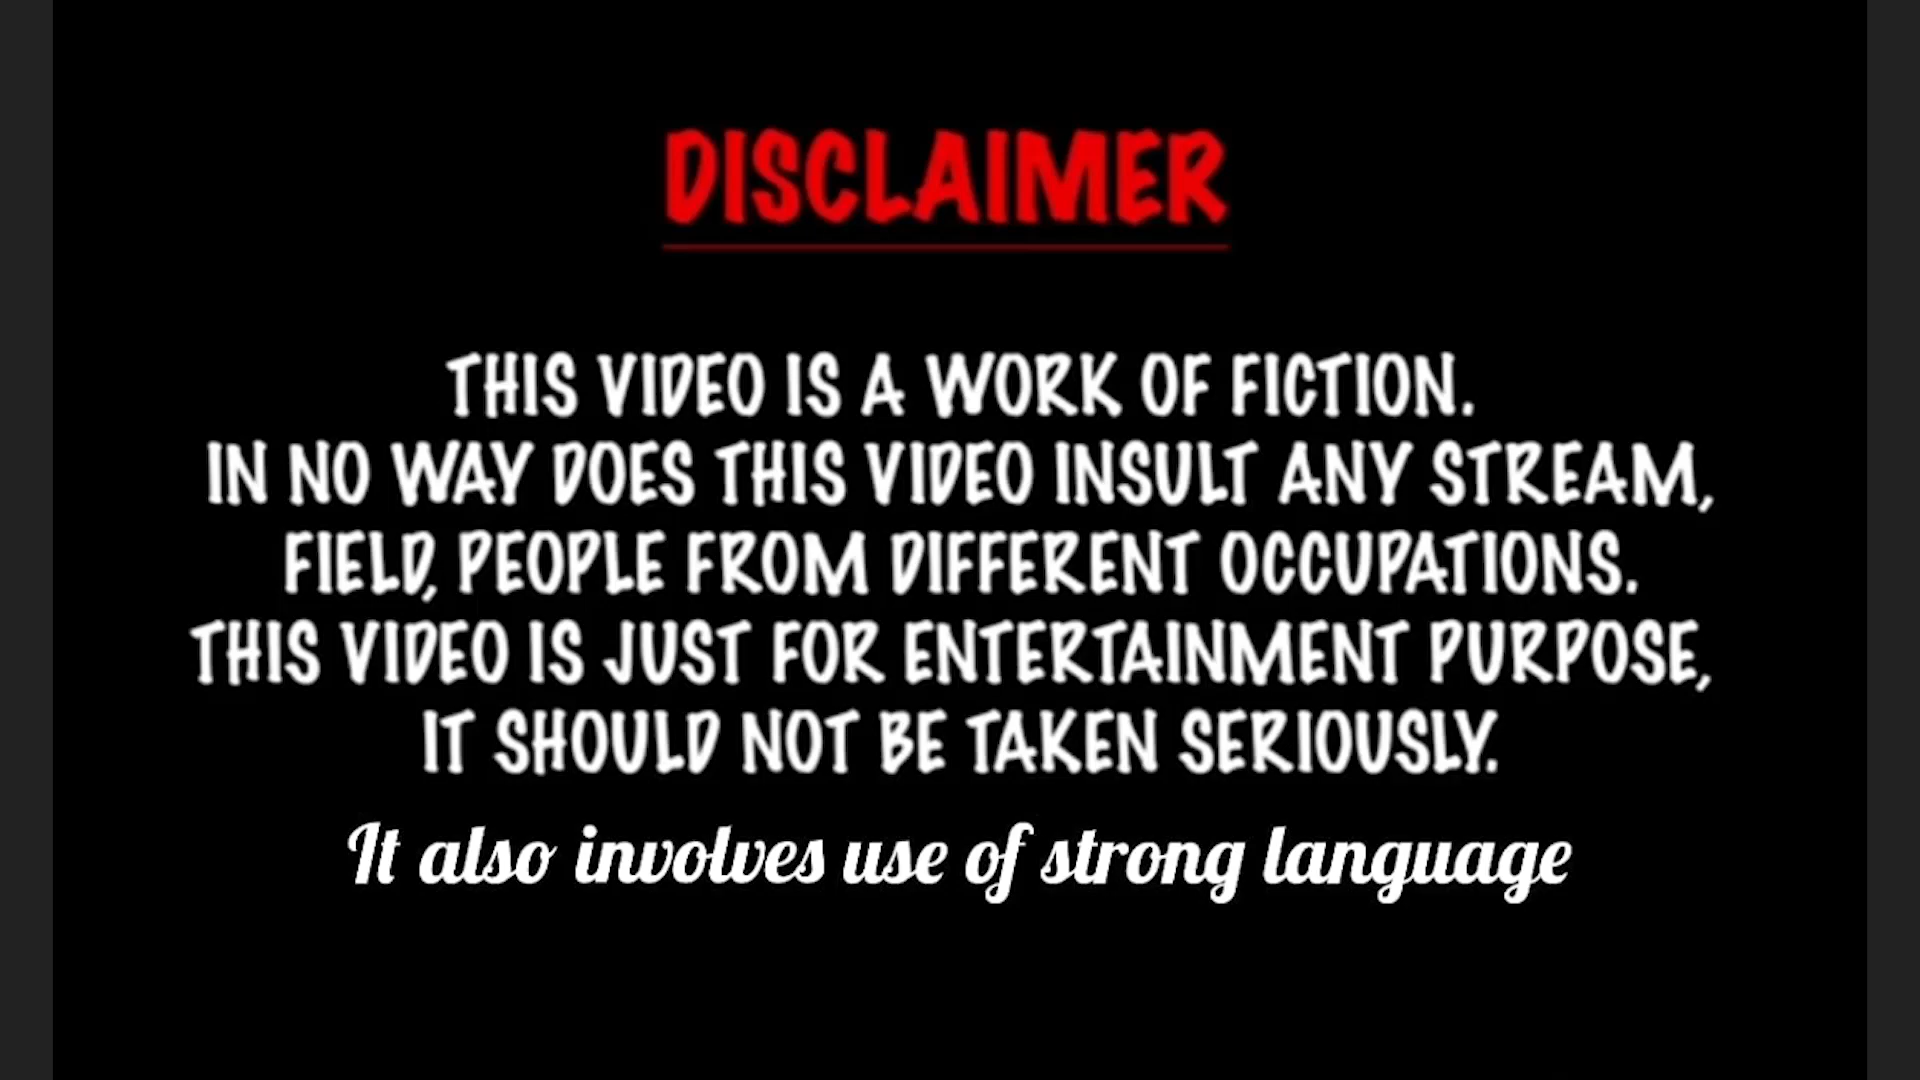 DISCLAIMER
THIS VIDEO IS A WORK OF FICTION.
IN NO WAY DOES THIS VIDEO INSULT ANY STREAM,
FIELD, PEOPLE FROM DIFFERENT OCCUPATIONS.
THIS VIDEO IS JUST FOR ENTERTAINMENT PURPOSE,
IT SHOULD NOT BE TAKEN SERIOUSLY.
It also involves use of strong language